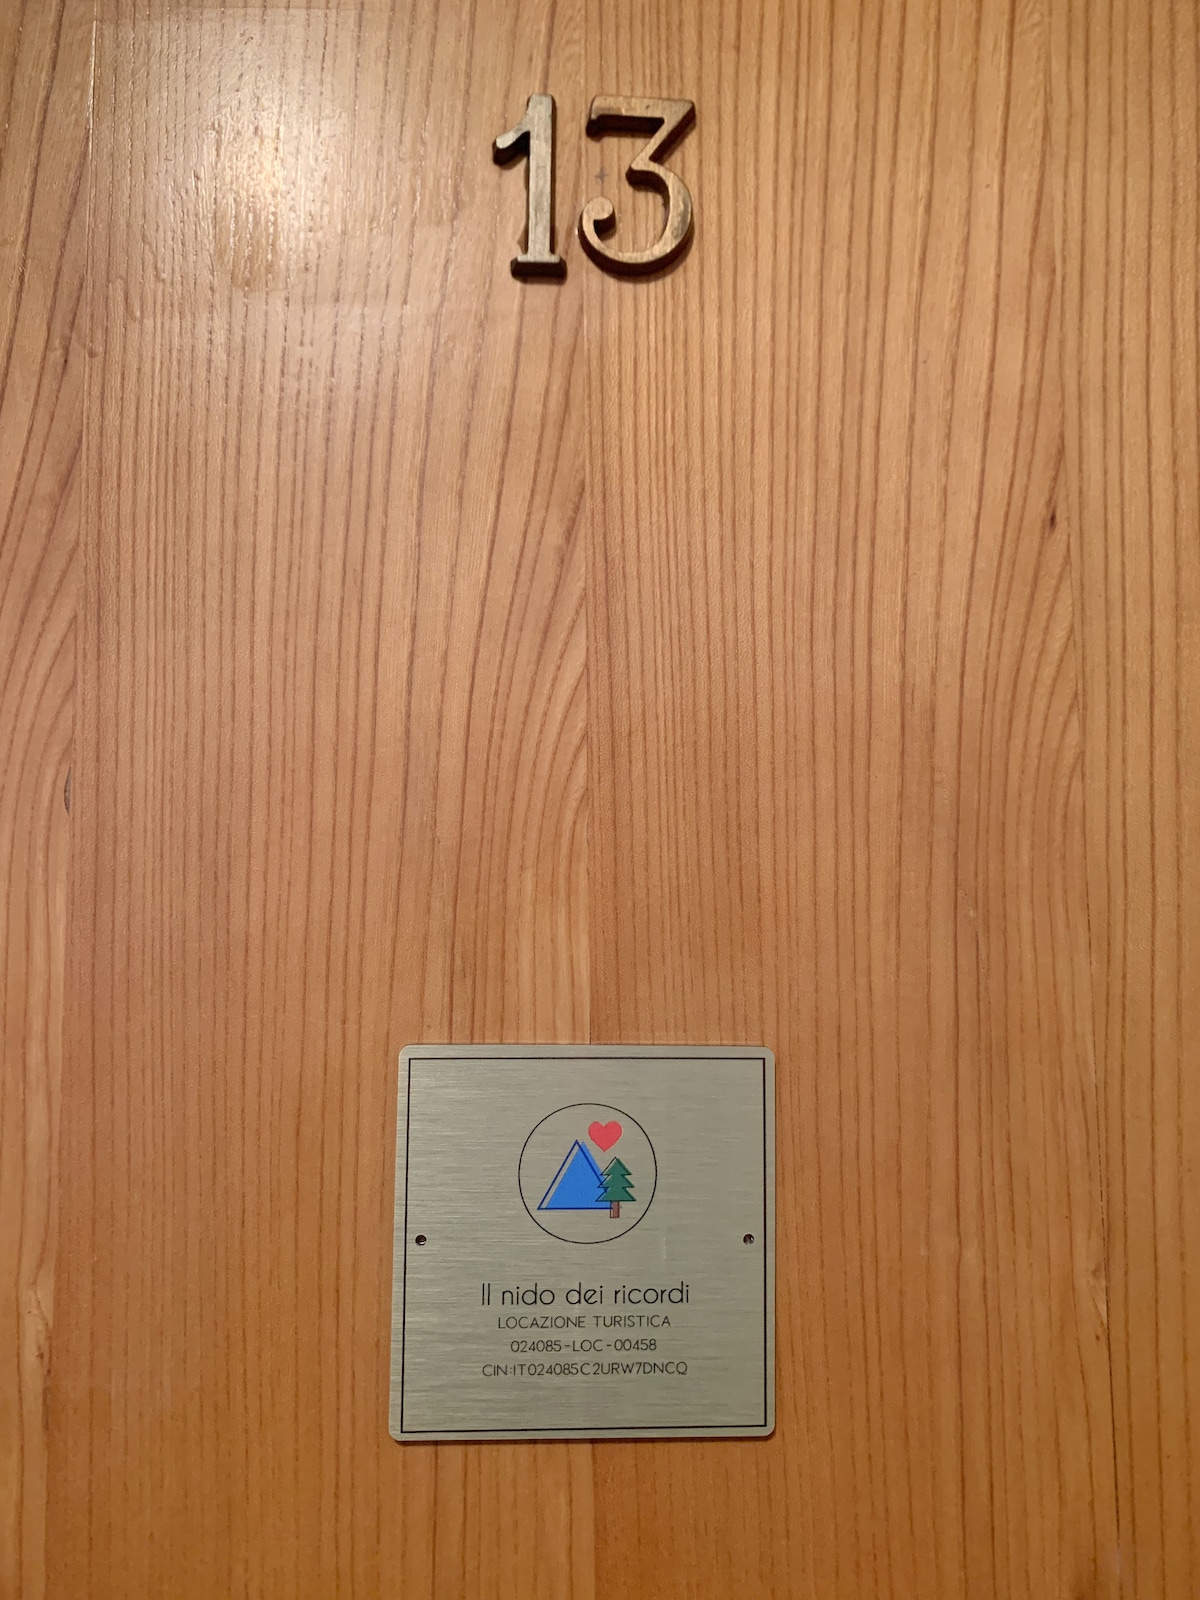 13
Il nido dei ricordi
LOCAZIONE TURISTICA
024085-LOC-00458
CIN:IT024085C2URW7DNCQ